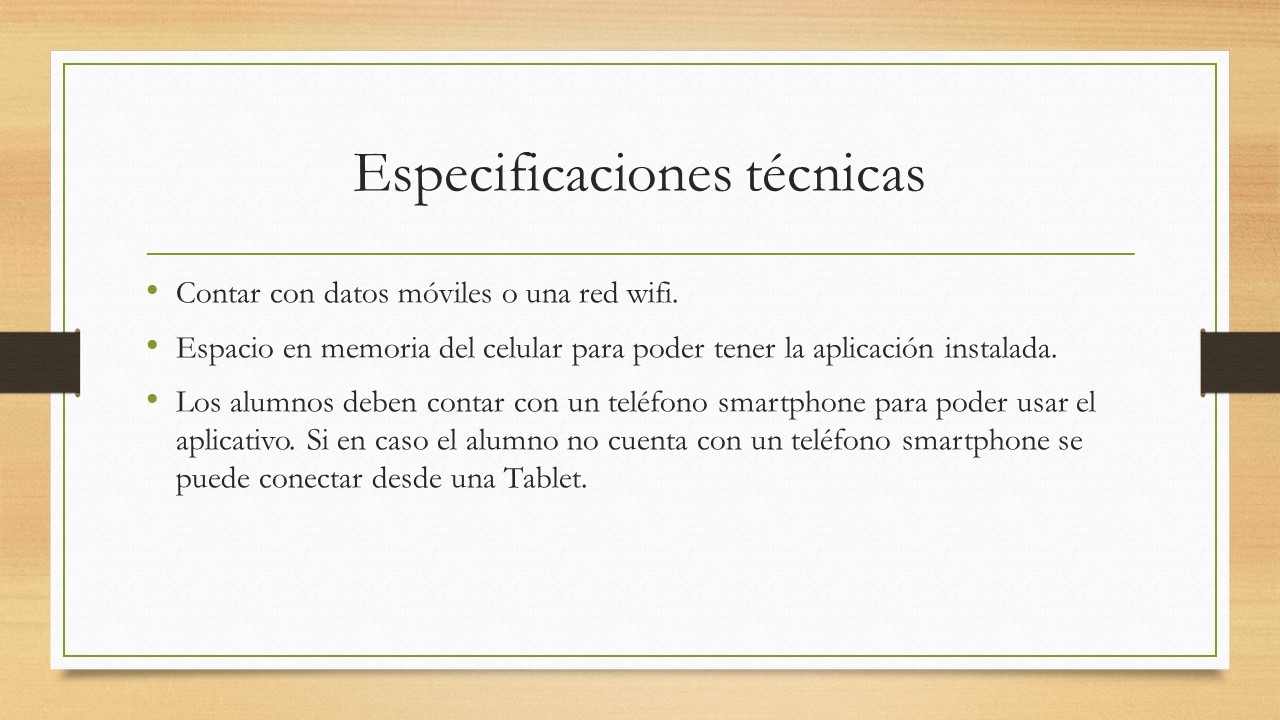 Especificaciones técnicas
• Contar con datos móviles o una red wifi.
• Espacio en memoria del celular para poder tener la aplicación instalada.
• Los alumnos deben contar con un teléfono smartphone para poder usar el
aplicativo. Si en caso el alumno no cuenta con un teléfono smartphone se
puede conectar desde una Tablet.